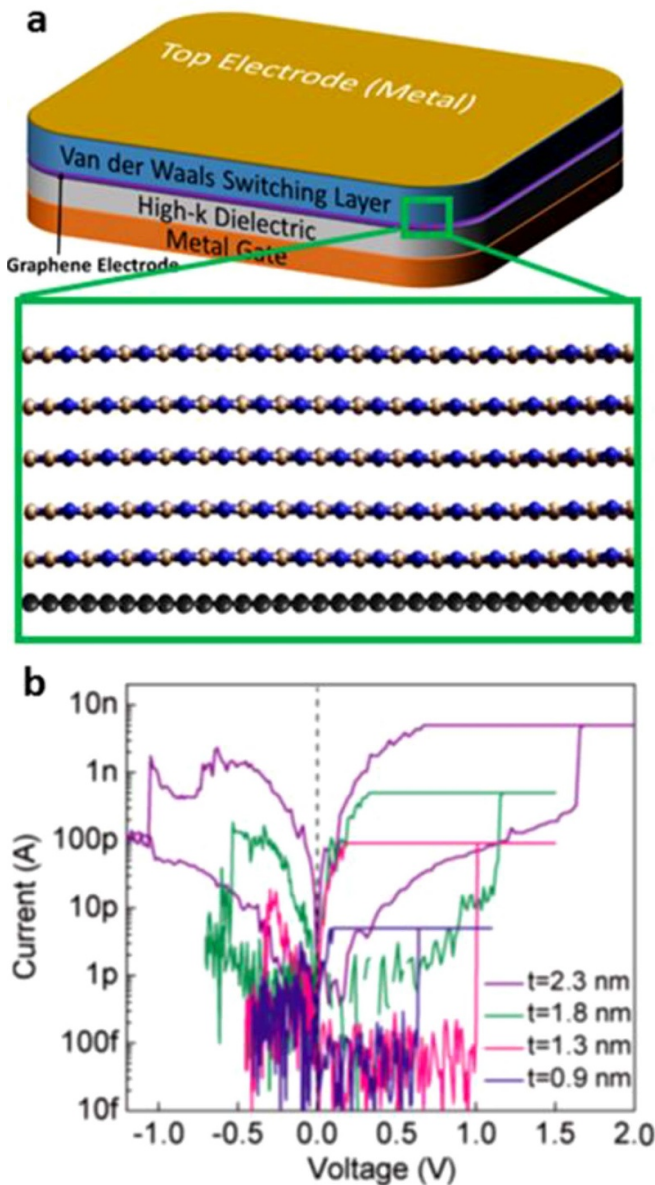 a
Top Electrode (Metal)
Van der Waals Switching Layer
High-k Dielectric
Graphene Electrode
Metal Gate
b
10n
1n
100p
10p
1p
100f
10f
Current (A)
t=2.3 nm
t=1.8 nm
t=1.3 nm
t=0.9 nm
-1.0 -0.5 0.0 0.5 1.0 1.5 2.0
Voltage (V)